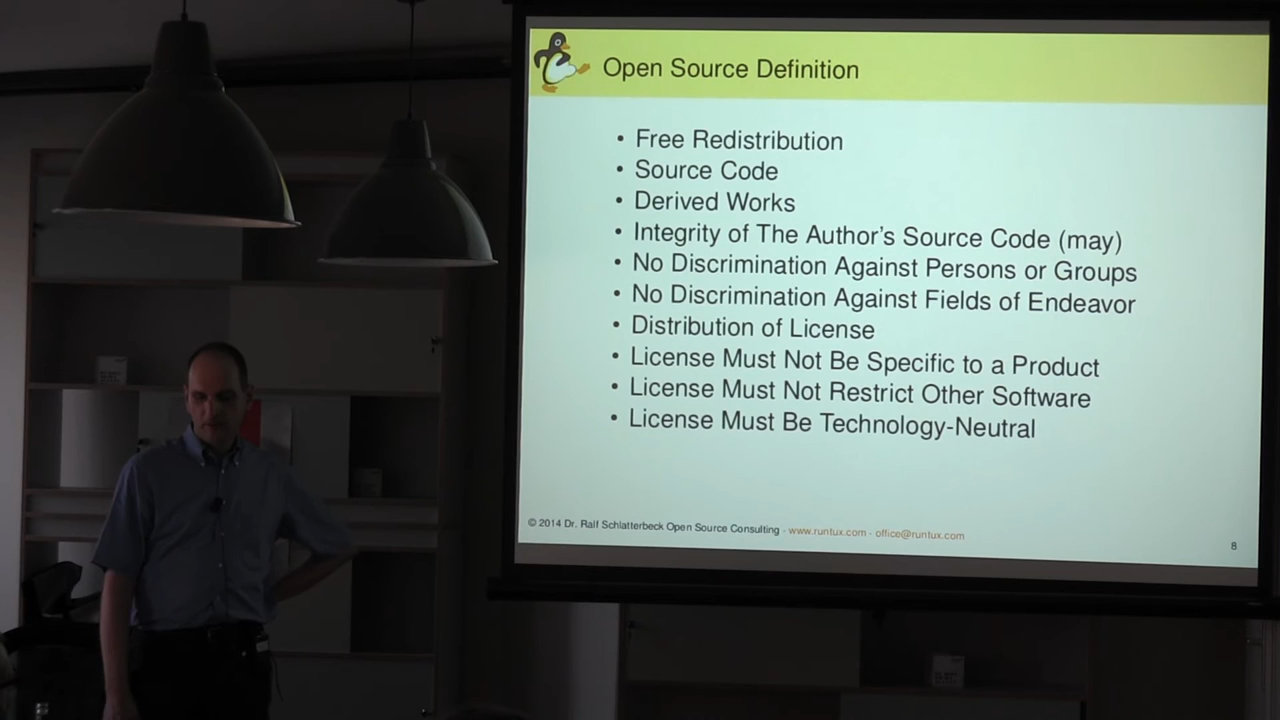 Open Source Definition
• Free Redistribution
• Source Code
• Derived Works
• Integrity of The Author's Source Code (may)
• No Discrimination Against Persons or Groups
• No Discrimination Against Fields of Endeavor
• Distribution of License
• License Must Not Be Specific to a Product
• License Must Not Restrict Other Software
• License Must Be Technology-Neutral
© 2014 Dr. Ralf Schlatterbeck Open Source Consulting · www.runtux.com · office@runtux.com
8